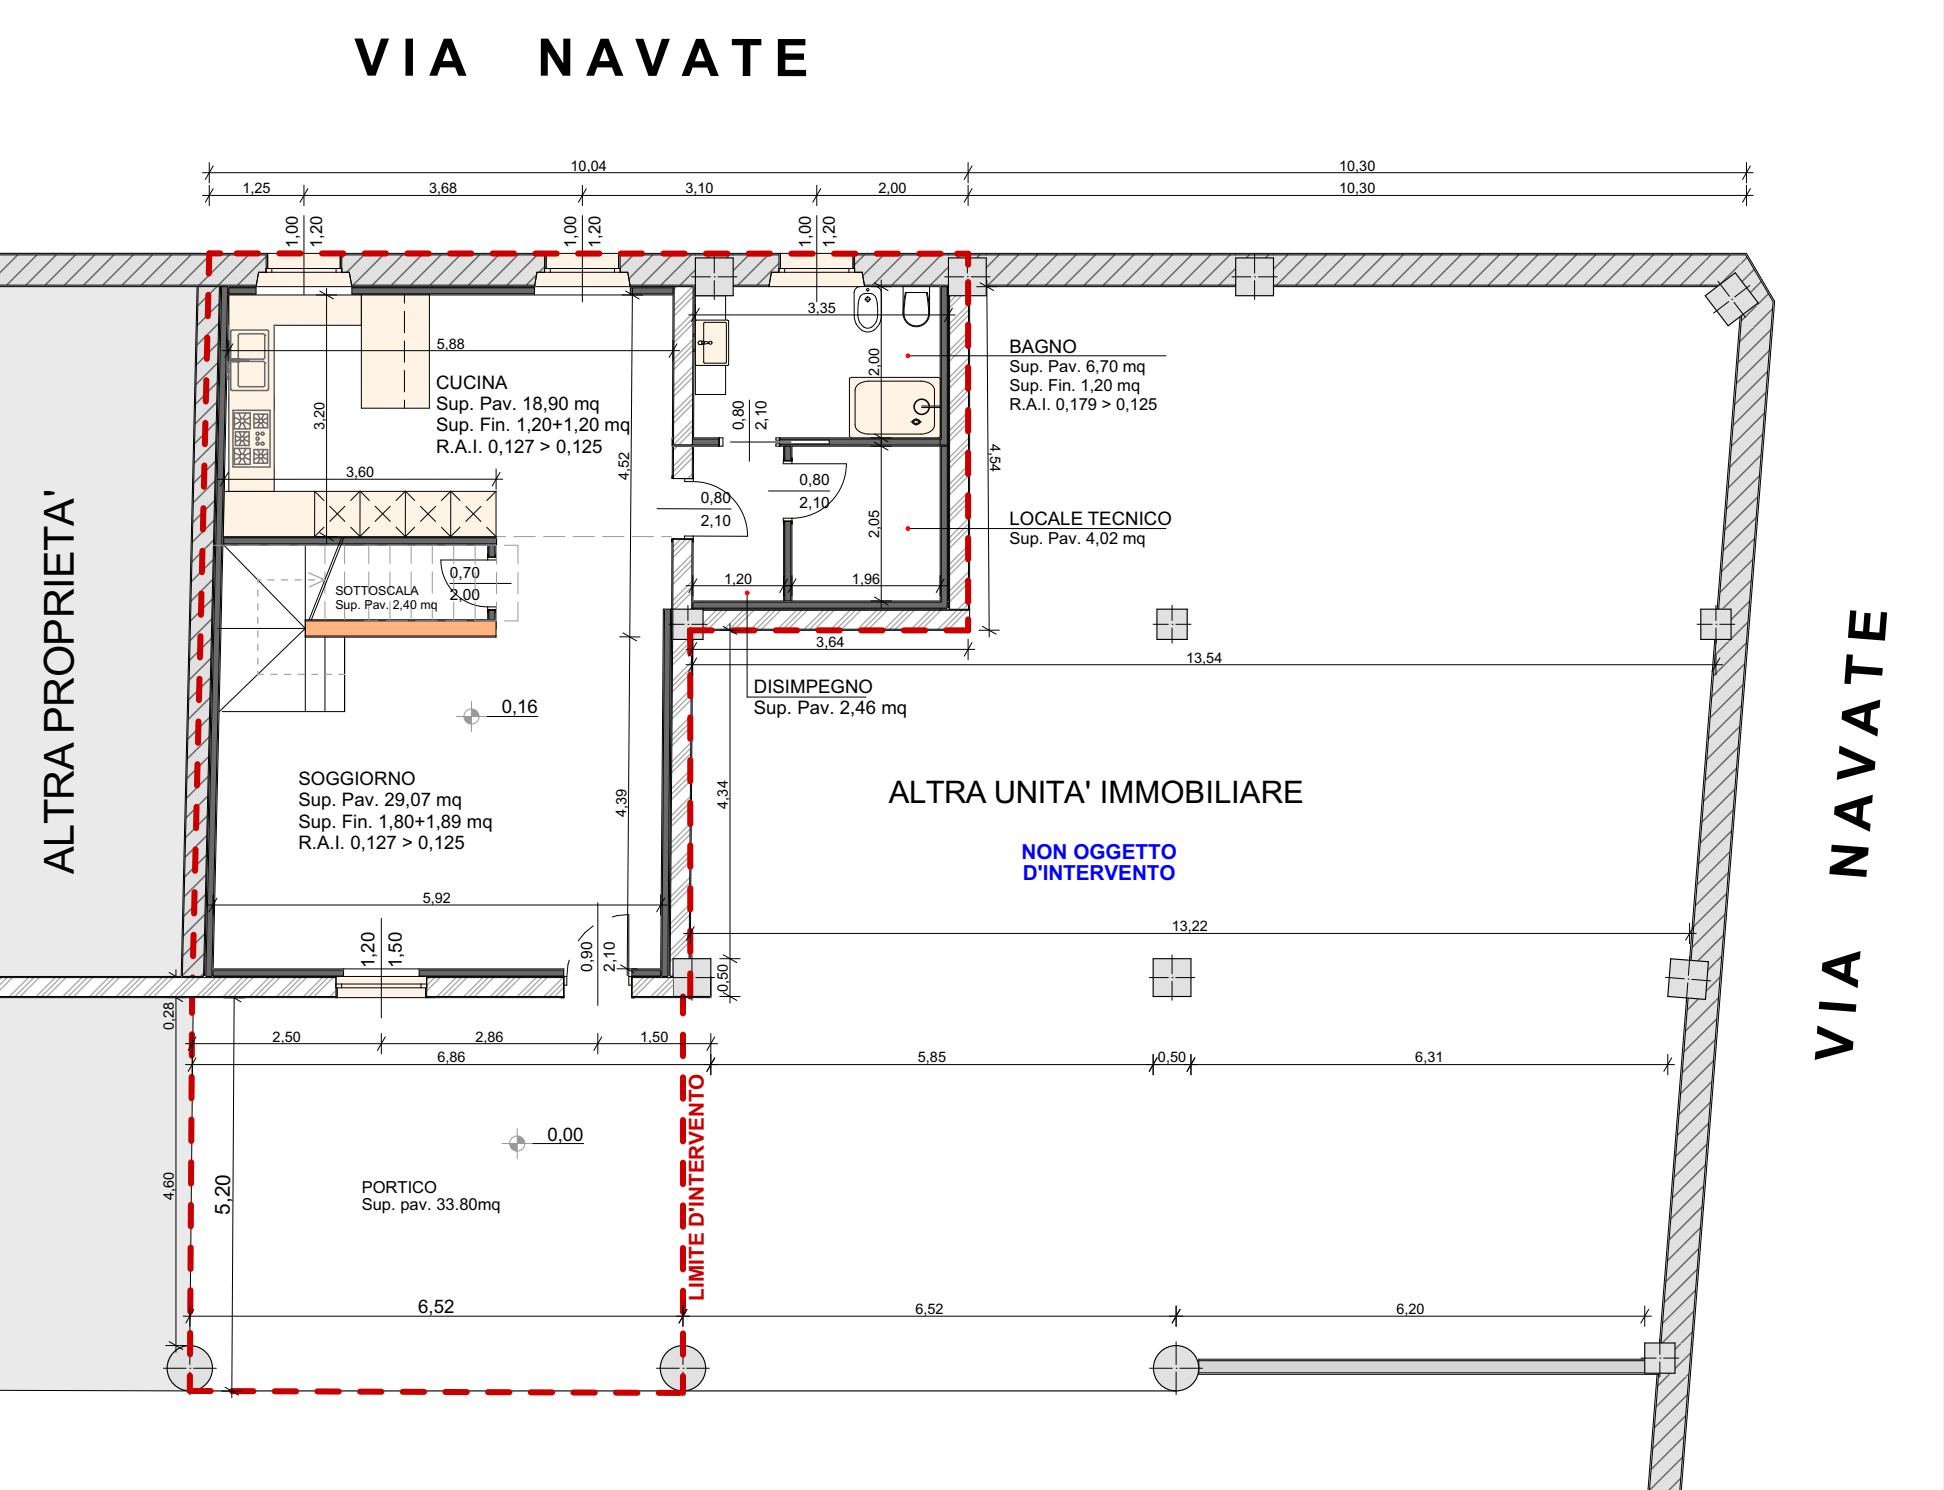 VIA NAVATE
10,04
10,30
1,25
3,68
3,10
2,00
10,30
1,00
1,20
1,00
1,20
1,00
1,20
3,35
5,88
2,00
BAGNO
Sup. Pav. 6,70 mq
Sup. Fin. 1,20 mq
R.A.I. 0,179 > 0,125
CUCINA
Sup. Pav. 18,90 mq
Sup. Fin. 1,20+1,20 mq
R.A.I. 0,127 > 0,125
3,20
0,80
2,10
4,52
4,54
3,60
0,80
2,10
0,80
2,10
2,05
LOCALE TECNICO
Sup. Pav. 4,02 mq
ALTRA PROPRIETA'
0,70
2,00
SOTTOSCALA
Sup. Pav. 2,40 mq
1,20
1,96
3,64
13,54
DISIMPEGNO
Sup. Pav. 2,46 mq
0,16
VIA NAVATE
SOGGIORNO
Sup. Pav. 29,07 mq
Sup. Fin. 1,80+1,89 mq
R.A.I. 0,127 > 0,125
4,39
4,34
ALTRA UNITA' IMMOBILIARE
NON OGGETTO
D'INTERVENTO
5,92
13,22
1,20
1,50
0,90
2,10
0,50
0,28
2,50
2,86
1,50
6,86
5,85
0,50
6,31
0,00
LIMITE D'INTERVENTO
4,60
5,20
PORTICO
Sup. pav. 33.80mq
6,52
6,52
6,20